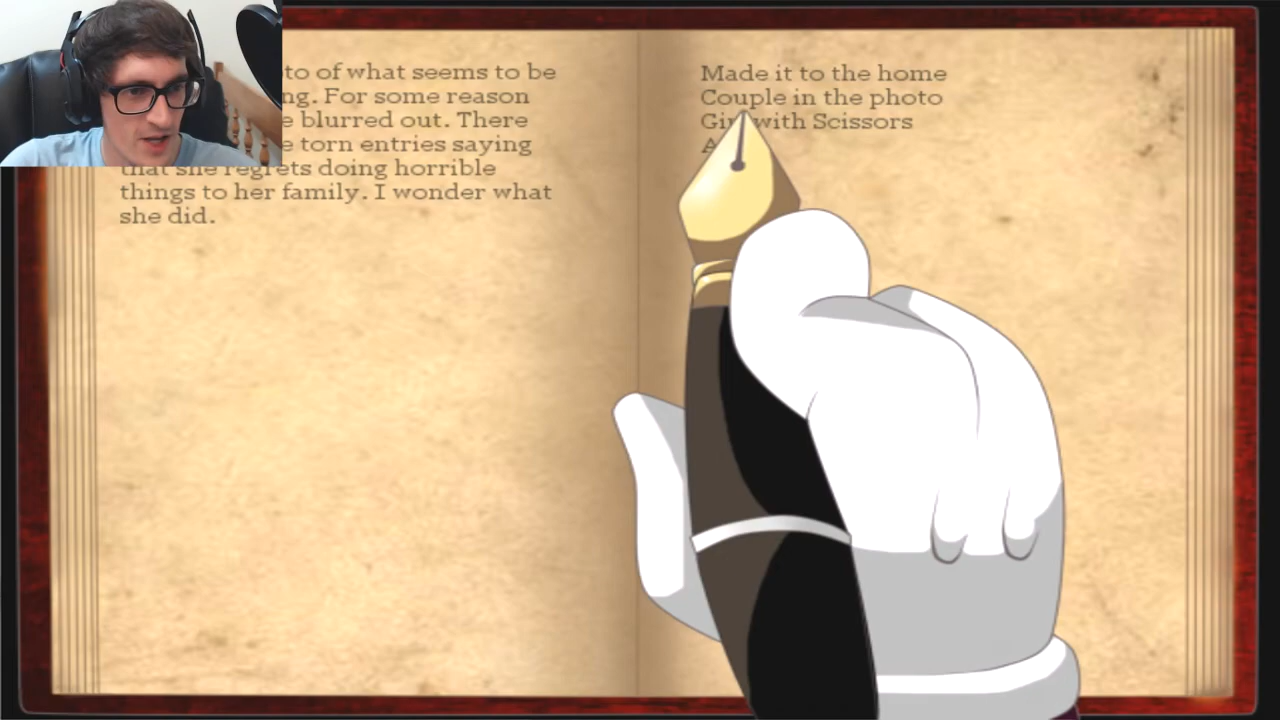 to of what seems to be
ng. For some reason
e blurred out. There
e torn entries saying
that she regrets doing horrible
things to her family. I wonder what
she did.
Made it to the home
Couple in the photo
with Scissors